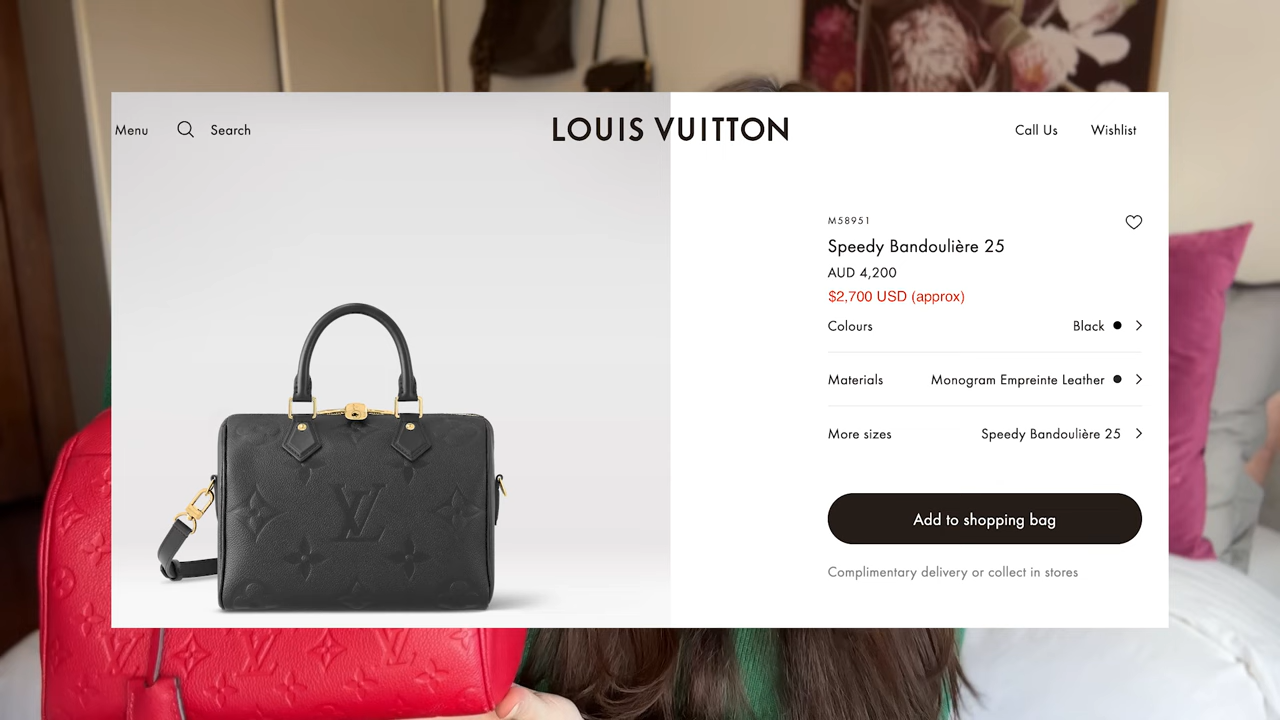 Menu
Search
LOUIS VUITTON
Call Us
Wishlist
M58951
Speedy Bandoulière 25
AUD 4,200
$2,700 USD (approx)
Colours Black
Materials Monogram Empreinte Leather
More sizes Speedy Bandoulière 25
Add to shopping bag
Complimentary delivery or collect in stores
LV